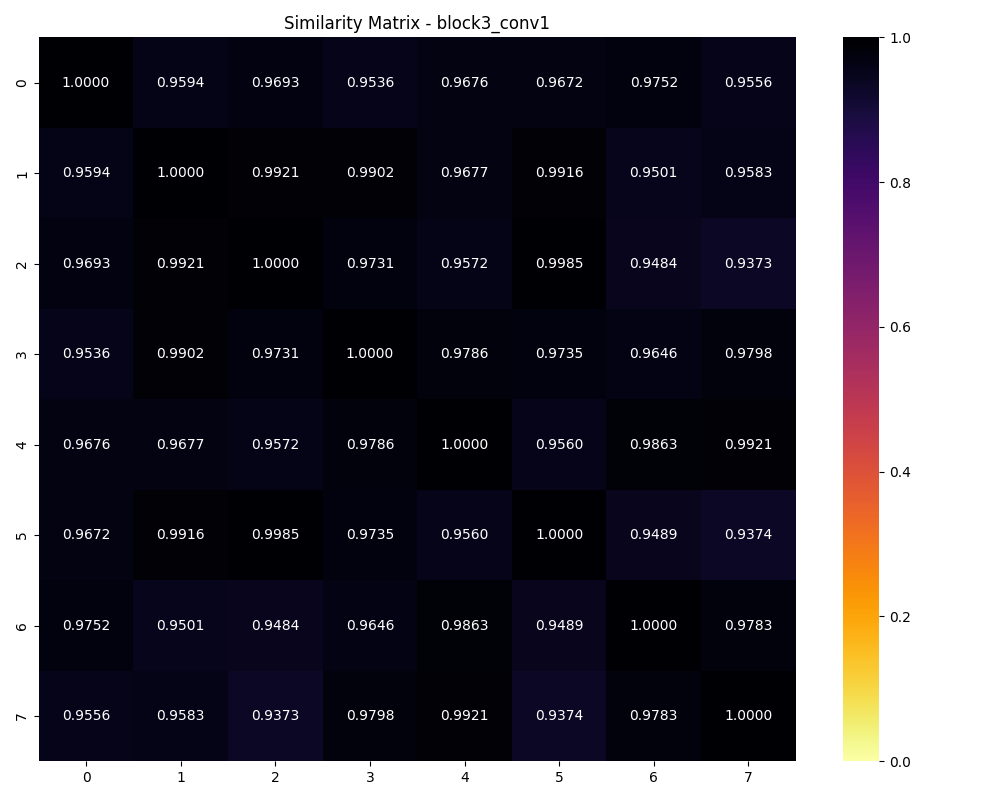 Similarity Matrix - block3_conv1
0 1.0000 0.9594 0.9693 0.9536 0.9676 0.9672 0.9752 0.9556
1 0.9594 1.0000 0.9921 0.9902 0.9677 0.9916 0.9501 0.9583
2 0.9693 0.9921 1.0000 0.9731 0.9572 0.9985 0.9484 0.9373
3 0.9536 0.9902 0.9731 1.0000 0.9786 0.9735 0.9646 0.9798
4 0.9676 0.9677 0.9572 0.9786 1.0000 0.9560 0.9863 0.9921
5 0.9672 0.9916 0.9985 0.9735 0.9560 1.0000 0.9489 0.9374
6 0.9752 0.9501 0.9484 0.9646 0.9863 0.9489 1.0000 0.9783
7 0.9556 0.9583 0.9373 0.9798 0.9921 0.9374 0.9783 1.0000
0 1 2 3 4 5 6 7
1.0
0.8
0.6
0.4
0.2
0.0